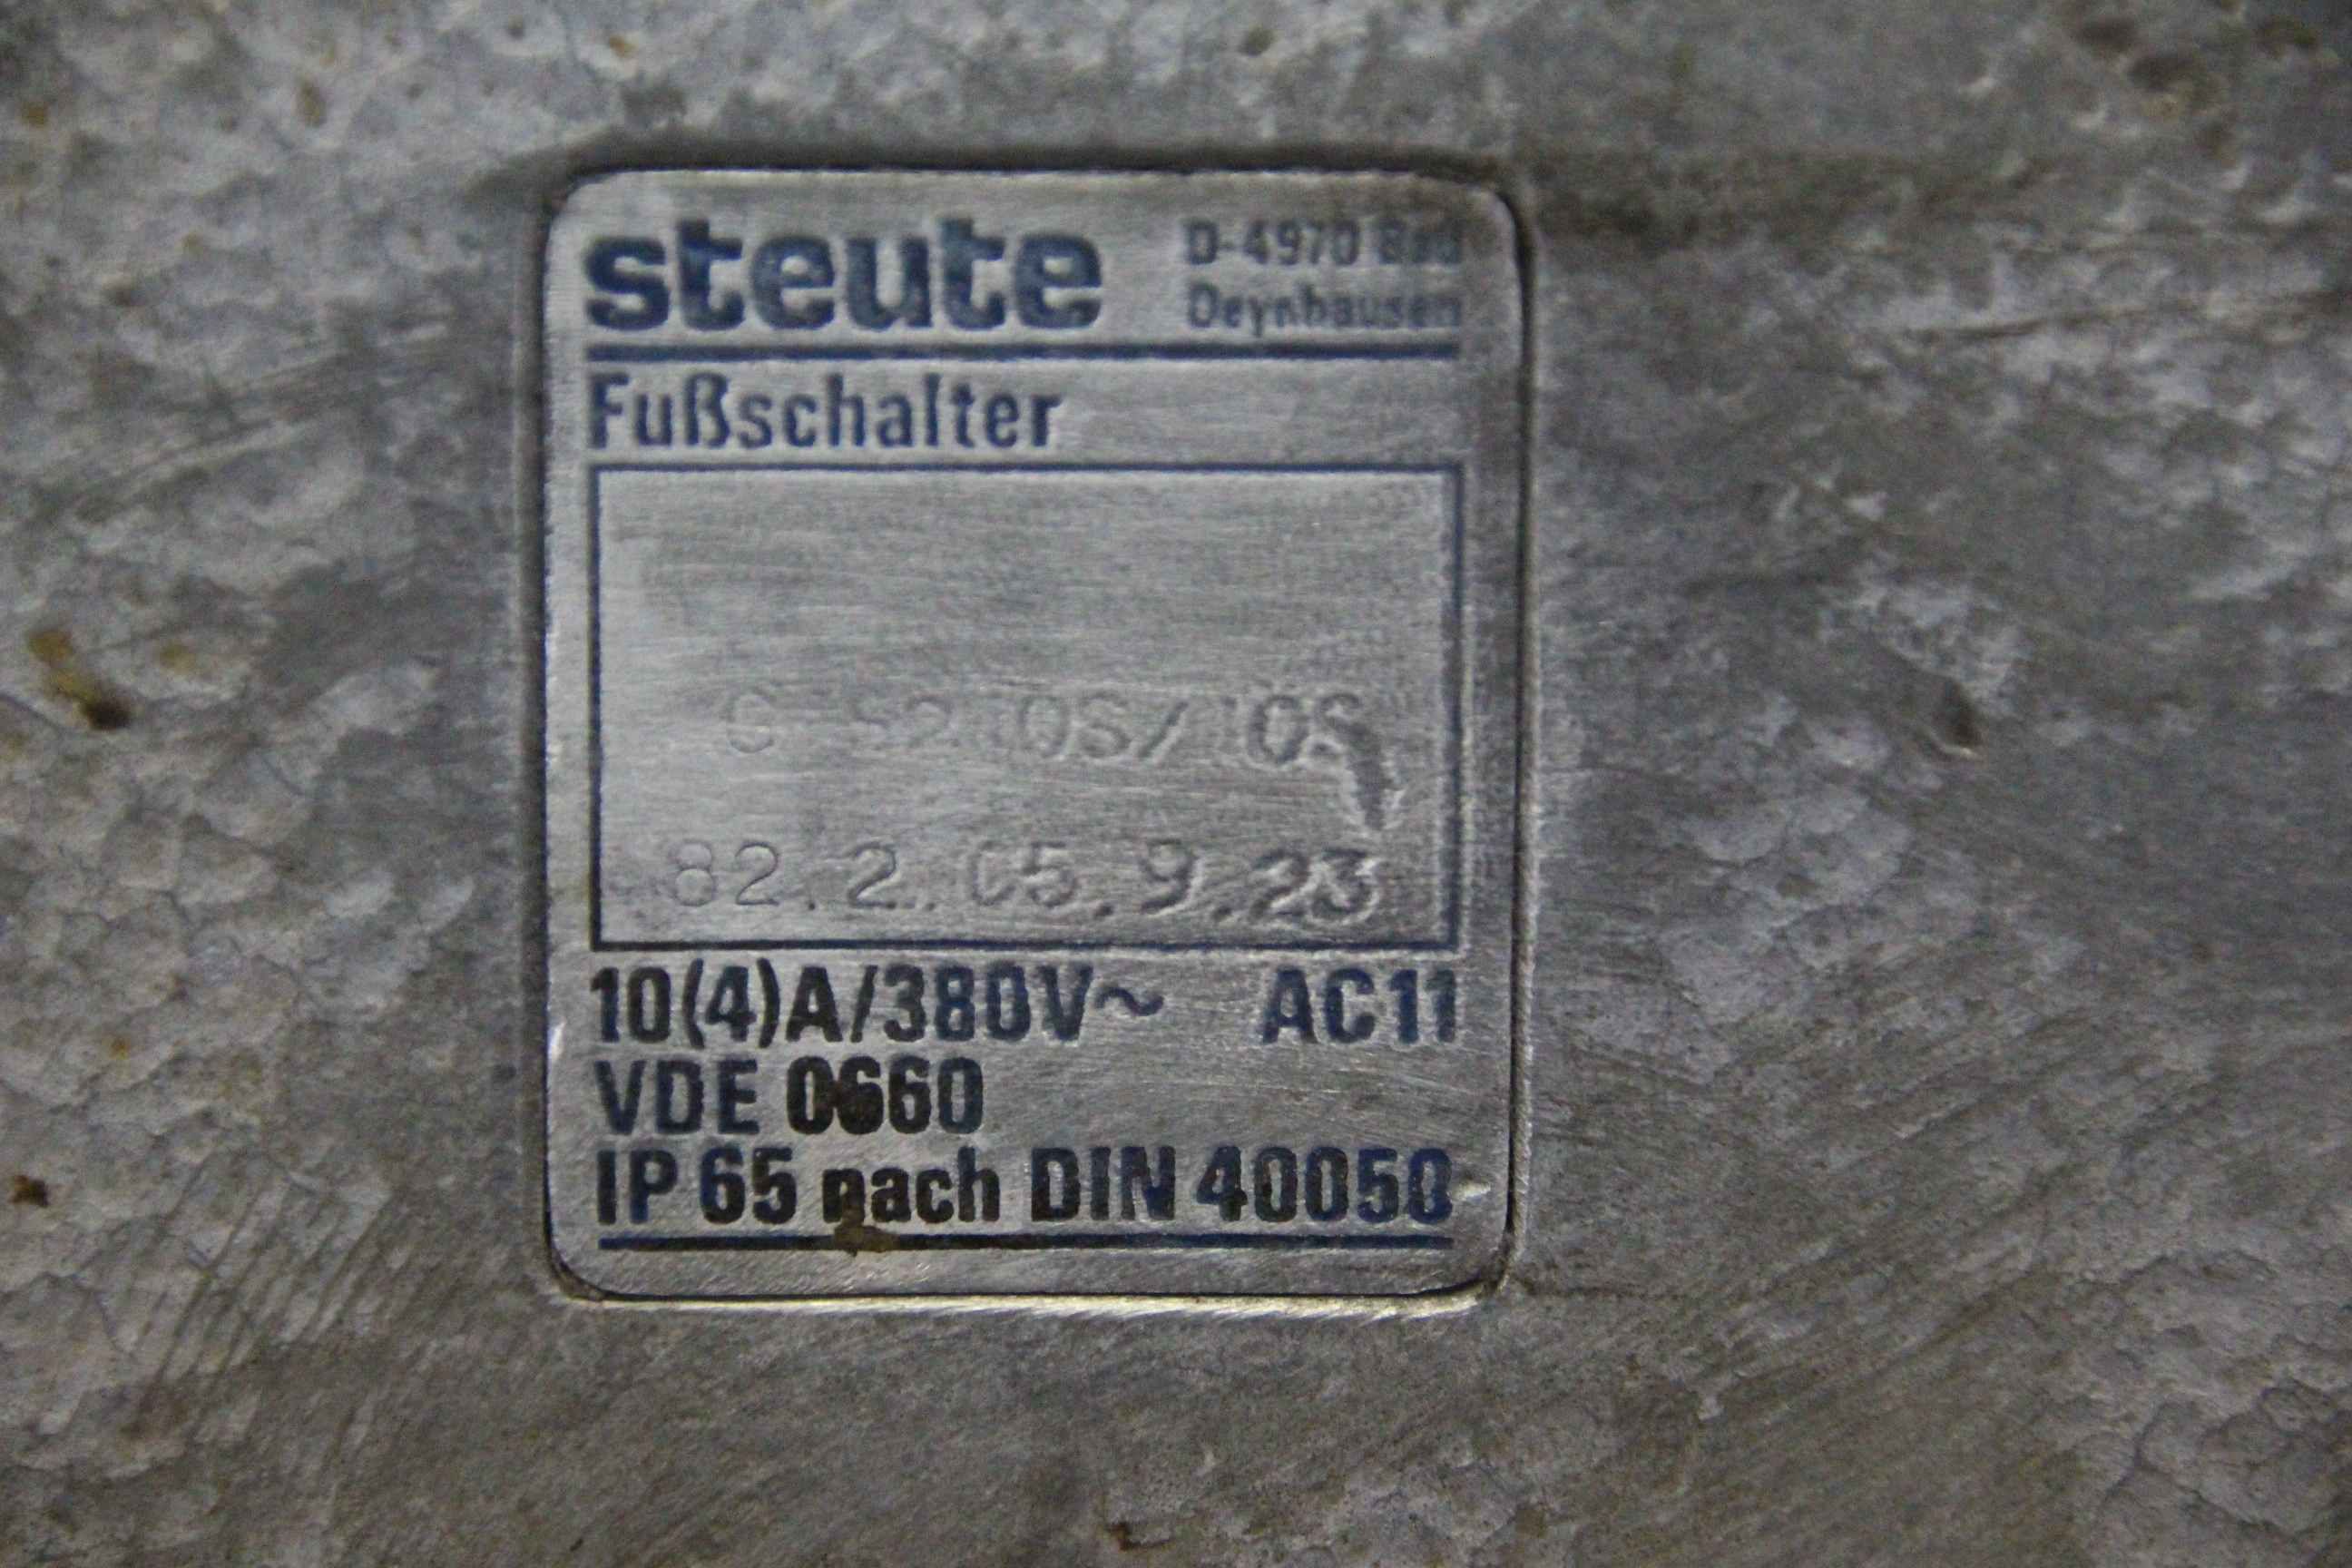 steute D-4970 Bad
Oeynhausen
Fußschalter
82.2.05.9.23
10(4)A/380V~ AC11
VDE 0660
IP 65 nach DIN 40050